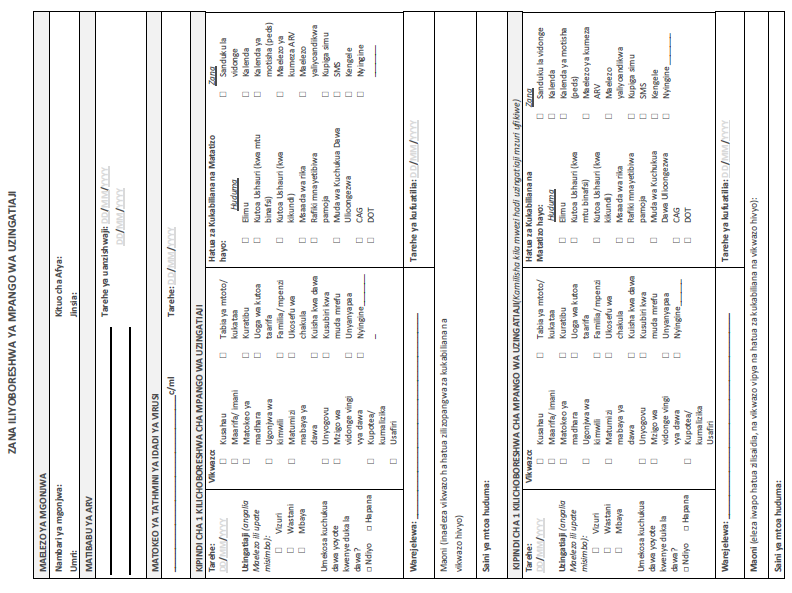 ZANA ILIYOBORESHWA YA MPANGO WA UZINGATIAJI
MAELEZO YA MGONJWA
Nambari ya mgonjwa: Kituo cha Afya:
Umri: Jinsia:
MATIBABU YA ARV
Tarehe ya uanzishwaji: DD/MM/YYYY
DD/MM/YYYY
MATOKEO YA TATHMINI YA IDADI YA VIRUSI
c/ml Tarehe: DD/MM/YYYY
KIPINDI CHA 1 KILICHOBORESHWA CHA MPANGO WA UZINGATIAJI
Tarehe:
DD/MM/YYYY
Uzingatiaji (angalia
Maelezo ili upate
misimbo):
☐ Vizuri
☐ Wastani
☐ Mbaya
Umekosa kuchukua
dawa yoyote
kwenye duka la
dawa?
☐ Ndiyo ☐ Hapana
Vikwazo:
☐ Kusahau
☐ Maarifa/ imani
☐ Matokeo ya
madhara
☐ Ugonjwa wa
kimwili
☐ Matumizi
mabaya ya
dawa
☐ Unyogovu
☐ Mzigo wa
vidonge vingi
vya dawa
☐ Kupotea/
kumalizika
☐ Usafiri
☐ Tabia ya mtoto/
kukataa
☐ Kuratibu
☐ Uoga wa kutoa
taarifa
☐ Familia/ mpenzi
☐ Ukosefu wa
chakula
☐ Kuisha kwa dawa
☐ Kusubiri kwa
muda mrefu
☐ Unyanyapaa
☐ Nyingine______
_
Hatua za Kukabiliana na Matatizo
hayo:
Huduma
☐ Elimu
☐ Kutoa Ushauri (kwa mtu
binafsi)
☐ Kutoa Ushauri (kwa
kikundi)
☐ Msaada wa rika
☐ Rafiki mnayetibiwa
pamoja
☐ Muda wa Kuchukua Dawa
Ulioongezwa
☐ CAG
☐ DOT
Zana
☐ Sanduku la
vidonge
☐ Kalenda
☐ Kalenda ya
motisha (peds)
☐ Maelezo ya
kumeza ARV
☐ Maelezo
yaliyoandikwa
☐ Kupiga simu
☐ SMS
☐ Kengele
☐ Nyingine
______
Warejelewa: ______ Tarehe ya kufuatilia: DD/MM/YYYY
Maoni (inaeleza vikwazo ha hatua zilizopangwa za kukabiliana na
vikwazo hivyo)
Saini ya mtoa huduma:
KIPINDI CHA 1 KILICHOBORESHWA CHA MPANGO WA UZINGATIAJI(Kamilisha kila mwezi hadi uzingatiaji mzuri ufikiwe)
Tarehe:
DD/MM/YYYY
Uzingatiaji (angalia
Maelezo ili upate
misimbo):
☐ Vizuri
☐ Wastani
☐ Mbaya
Umekosa kuchukua
dawa yoyote
kwenye duka la
dawa?
☐ Ndiyo ☐ Hapana
Vikwazo:
☐ Kusahau
☐ Maarifa/ imani
☐ Matokeo ya
madhara
☐ Ugonjwa wa
kimwili
☐ Matumizi
mabaya ya
dawa
☐ Unyogovu
☐ Mzigo wa
vidonge vingi
vya dawa
☐ Kupotea/
kumalizika
Usafiri
☐ Tabia ya mtoto/
kukataa
☐ Kuratibu
☐ Uoga wa kutoa
taarifa
☐ Familia/ mpenzi
☐ Ukosefu wa
chakula
☐ Kuisha kwa dawa
☐ Kusubiri kwa
muda mrefu
☐ Unyanyapaa
☐ Nyingine_____
Hatua za Kukabiliana na
Matatizo hayo:
Huduma
☐ Elimu
☐ Kutoa Ushauri (kwa
mtu binafsi)
☐ Kutoa Ushauri (kwa
kikundi)
☐ Msaada wa rika
☐ Rafiki mnayetibiwa
pamoja
☐ Muda wa Kuchukua
Dawa Ulioongezwa
☐ CAG
☐ DOT
Zana
☐ Sanduku la vidonge
☐ Kalenda
☐ Kalenda ya motisha
(peds)
☐ Maelezo ya kumeza
ARV
☐ Maelezo
yaliyoandikwa
☐ Kupiga simu
☐ SMS
☐ Kengele
☐ Nyingine______
Warejelewa: ______ Tarehe ya kufuatilia: DD/MM/YYYY
Maoni (eleza iwapo hatua zilisaidia, na vikwazo vipya na hatua za kukabiliana na vikwazo hivyo):
Saini ya mtoa huduma: